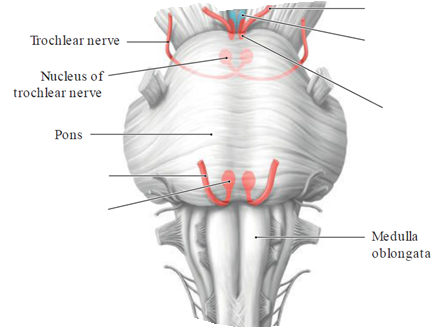 Trochlear nerve
Nucleus of
trochlear nerve
Pons
Medulla
oblongata